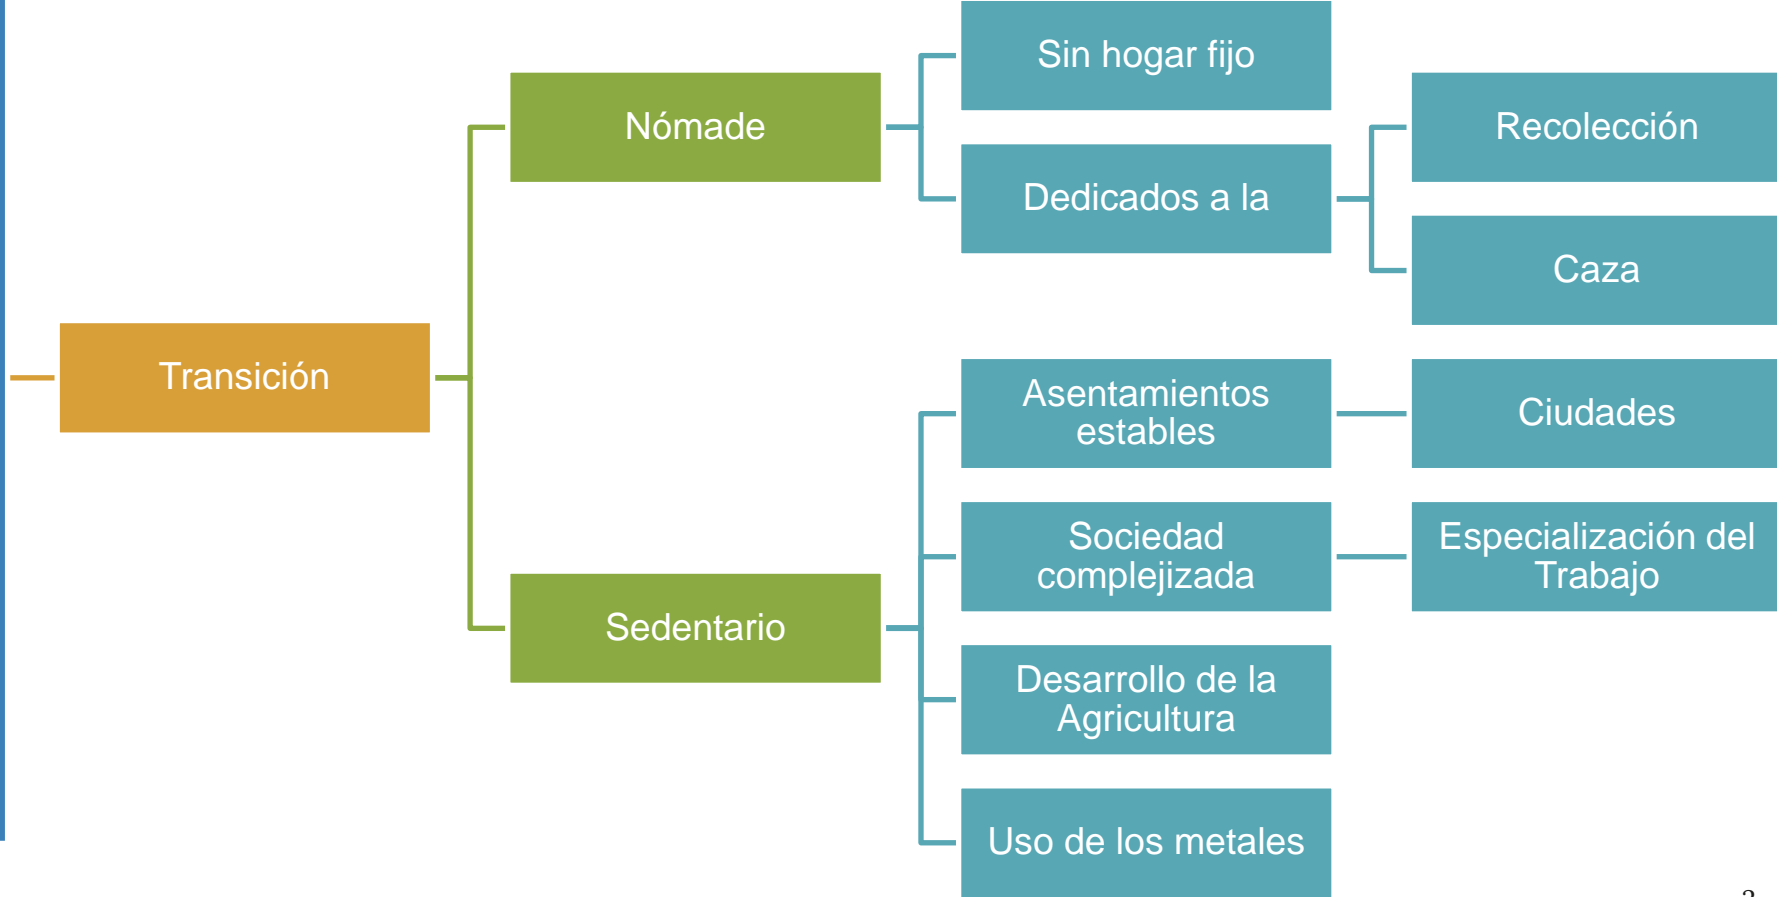 Sin hogar fijo
Nómade
Recolección
Dedicados a la
Caza
Transición
Asentamientos
estables
Ciudades
Sociedad
complejizada
Especialización del
Trabajo
Sedentario
Desarrollo de la
Agricultura
Uso de los metales